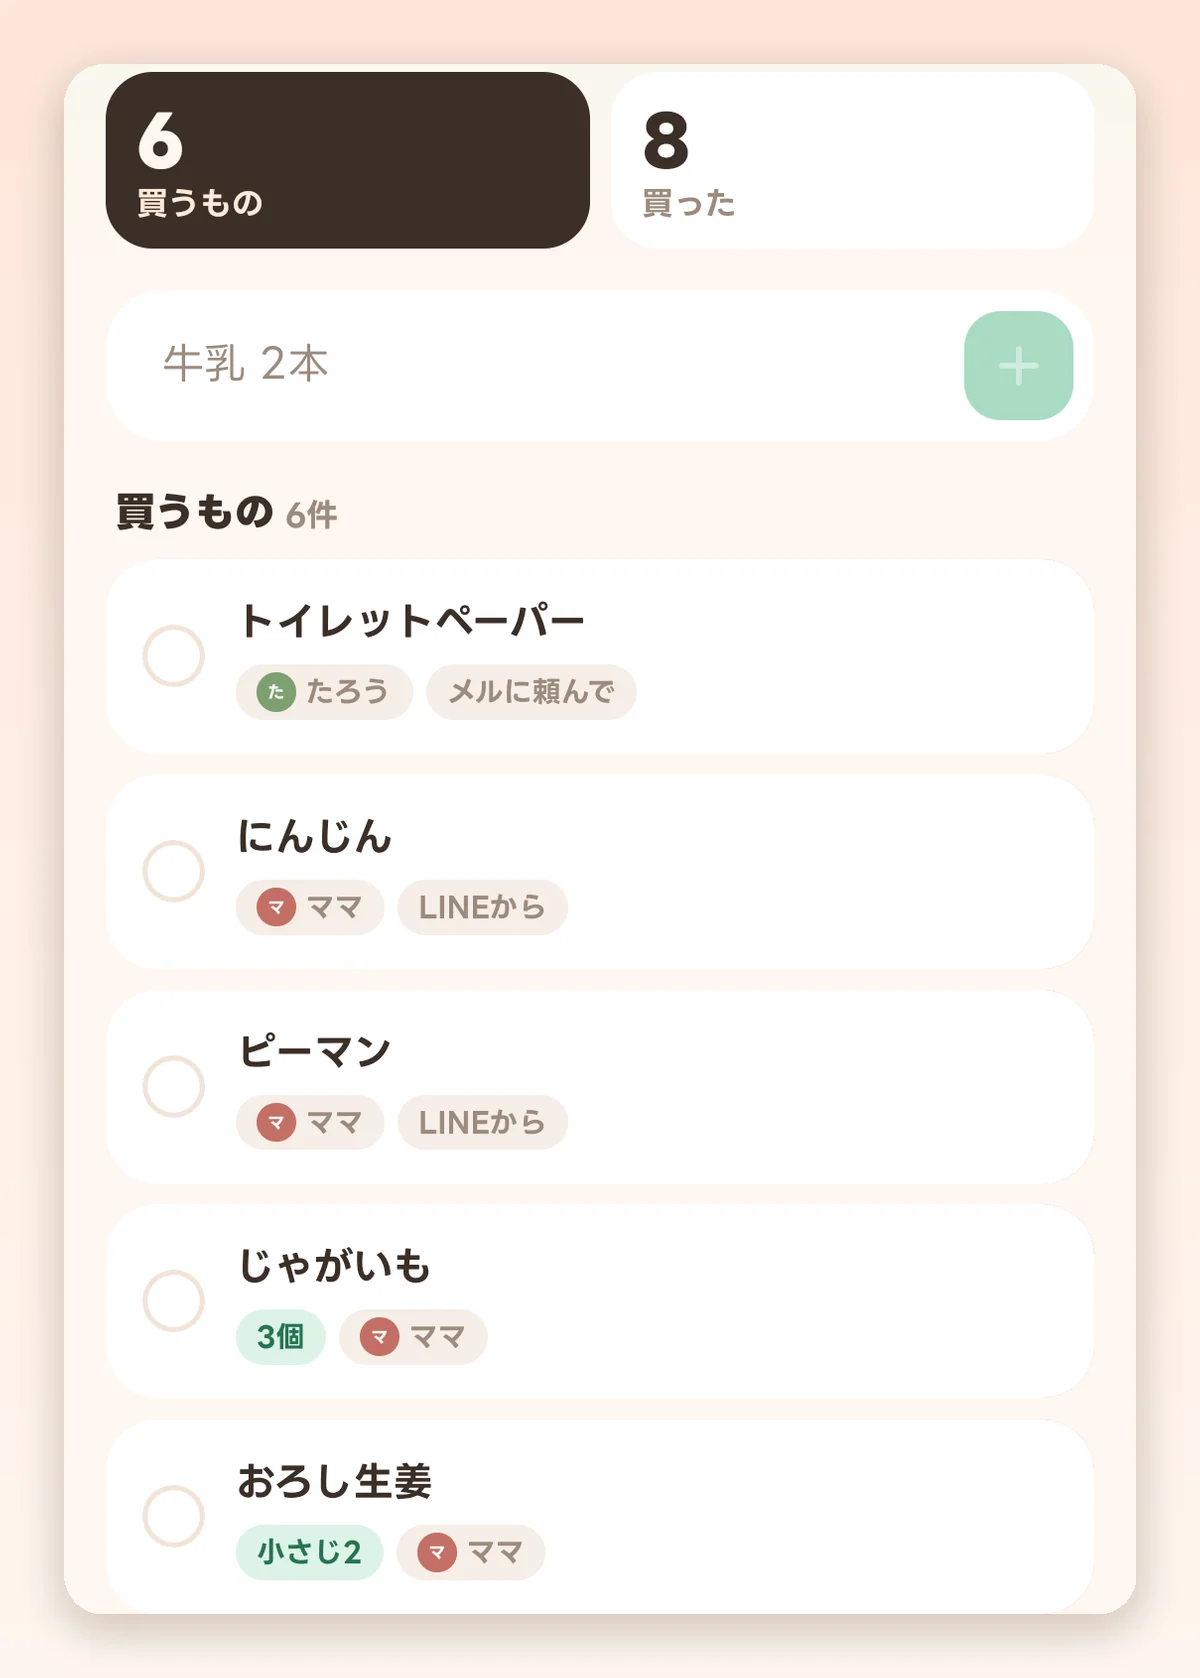 6
買うもの
8
買った
牛乳 2本
買うもの 6件
トイレットペーパー
た たろう メルに頼んで
にんじん
マ ママ LINEから
ピーマン
マ ママ LINEから
じゃがいも
3個 マ ママ
おろし生姜
小さじ2 マ ママ